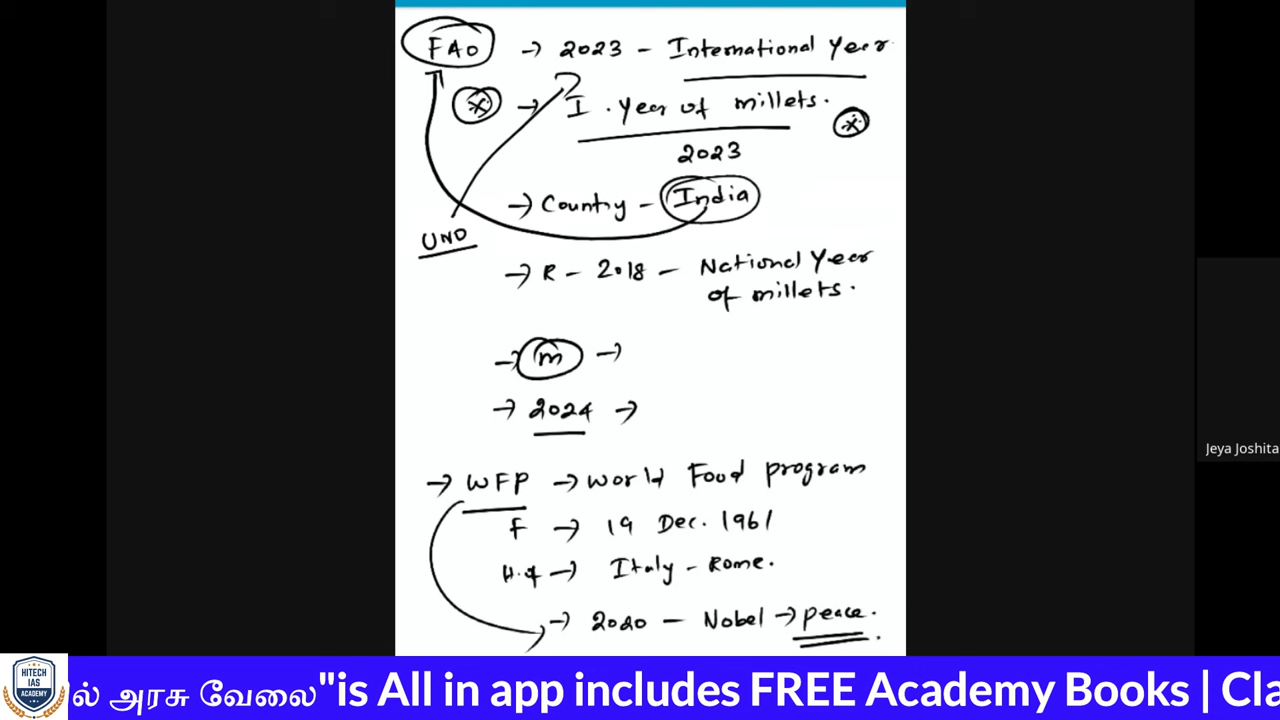 FAO → 2023 - International Year
→ I. Year of millets.
2023
→ Country - India
UNO
→ R - 2018 - National Year
of millets.
→ m →
→ 2024 →
→ WFP → World Food program
F → 19 Dec. 1961
H.q → Italy - Rome.
→ 2020 - Nobel → peace.
Jeya Joshita
HITECH
IAS
ACADEMY
ல் அரசு வேலை"is All in app includes FREE Academy Books | Cla